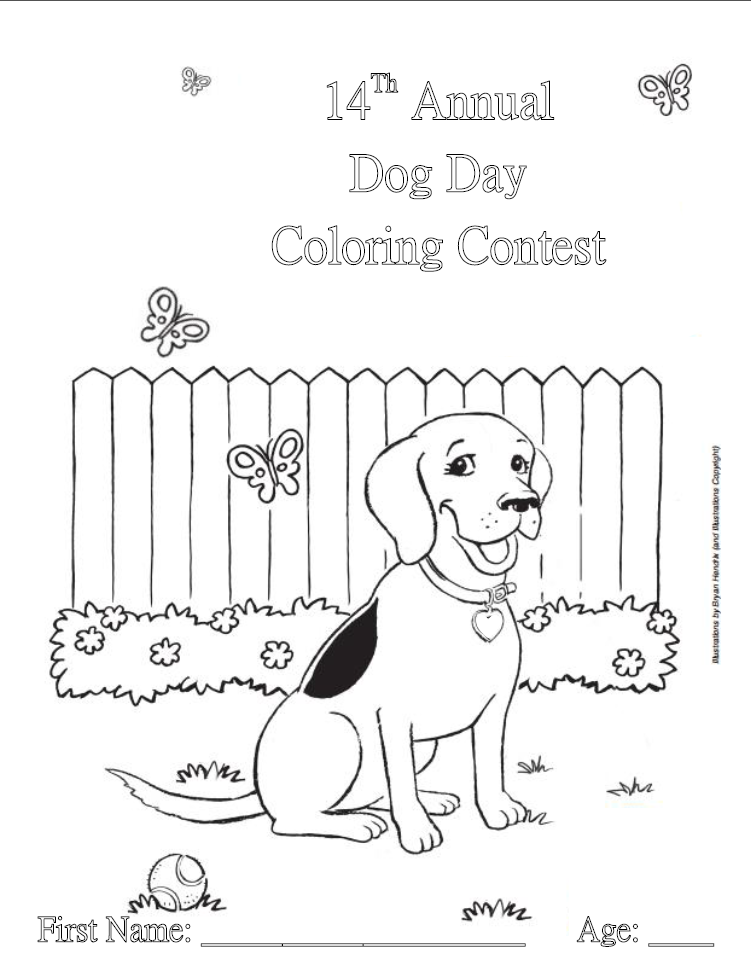 14Th Annual
Dog Day
Coloring Contest
Illustrations by Bryan Hendrix (and Illustrations Copyright)
First Name: Age: